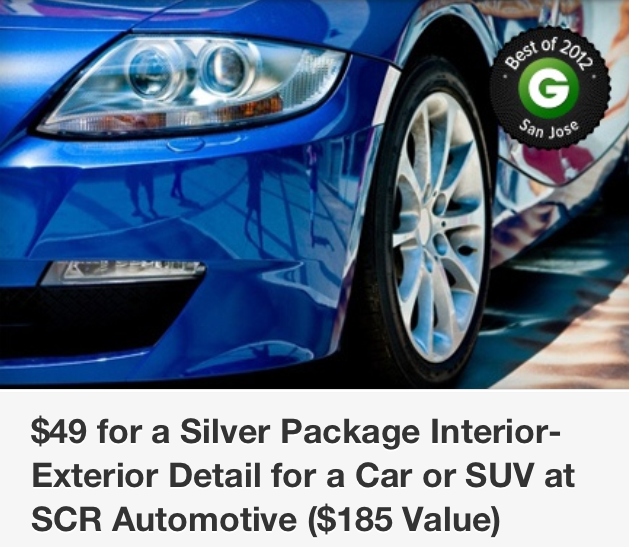 Best of 2012
G
San Jose
$49 for a Silver Package Interior-
Exterior Detail for a Car or SUV at
SCR Automotive ($185 Value)